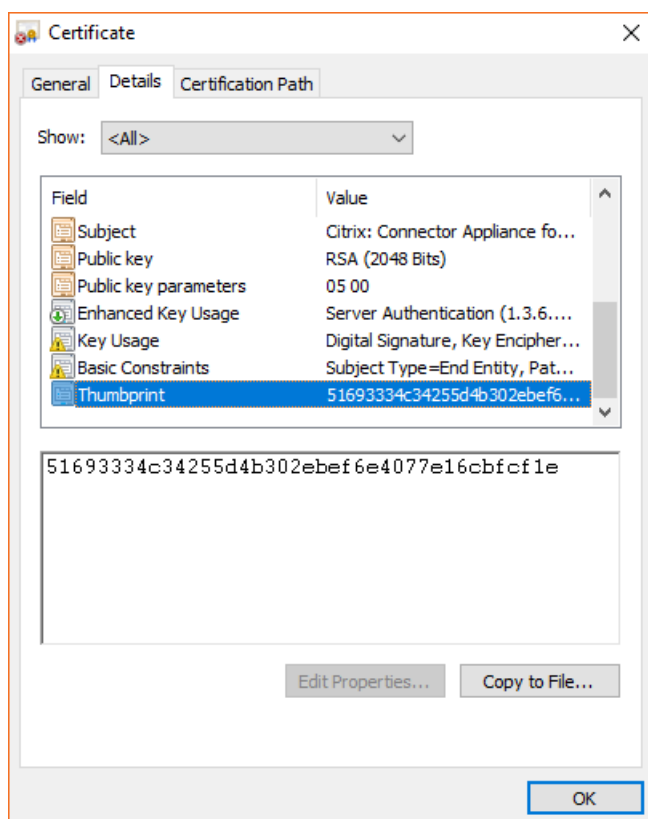 Certificate
General Details Certification Path
Show: <All>
Field Value
Subject Citrix: Connector Appliance fo...
Public key RSA (2048 Bits)
Public key parameters 05 00
Enhanced Key Usage Server Authentication (1.3.6....
Key Usage Digital Signature, Key Encipher...
Basic Constraints Subject Type=End Entity, Pat...
Thumbprint 51693334c34255d4b302ebef6...
51693334c34255d4b302ebef6e4077e16cbfcf1e
Edit Properties... Copy to File...
OK